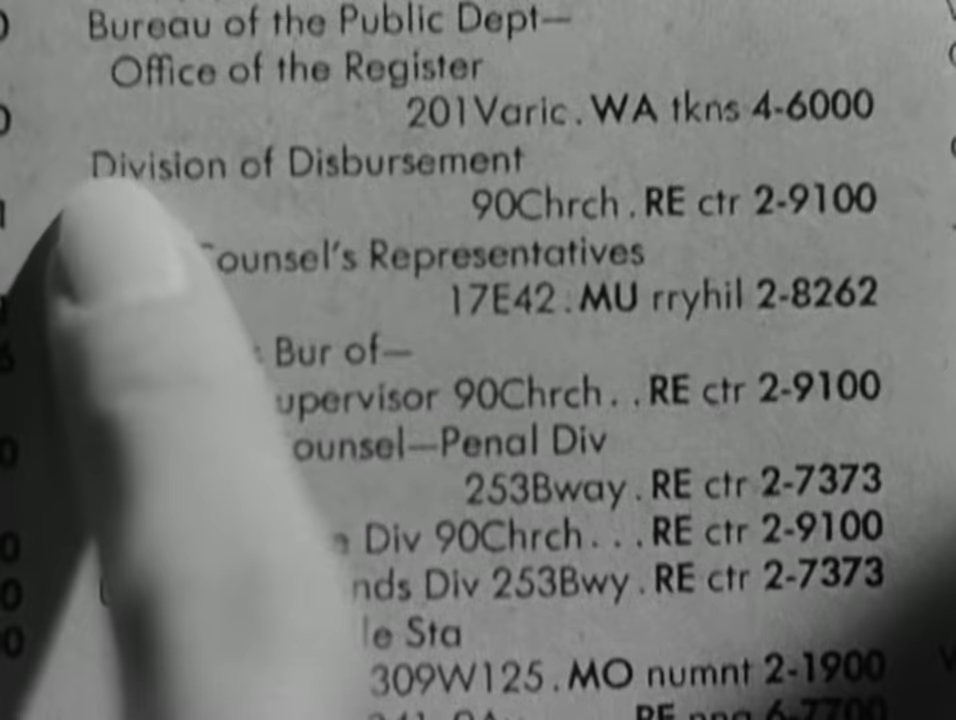 Bureau of the Public Dept—
Office of the Register
201Varic. WA tkns 4-6000
Division of Disbursement
90Chrch. RE ctr 2-9100
ounsel's Representatives
17E42. MU rryhil 2-8262
Bur of—
upervisor 90Chrch.. RE ctr 2-9100
ounsel—Penal Div
253Bway. RE ctr 2-7373
Div 90Chrch... RE ctr 2-9100
nds Div 253Bwy. RE ctr 2-7373
le Sta
309W125. MO numnt 2-1900